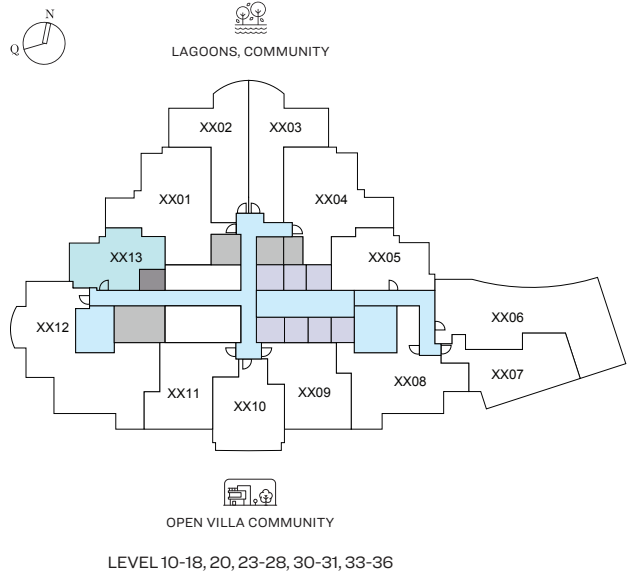 N
Q
LAGOONS, COMMUNITY
XX02
XX03
XX01
XX04
XX13
XX05
XX12
XX06
XX11
XX10
XX09
XX08
XX07
OPEN VILLA COMMUNITY
LEVEL 10-18, 20, 23-28, 30-31, 33-36